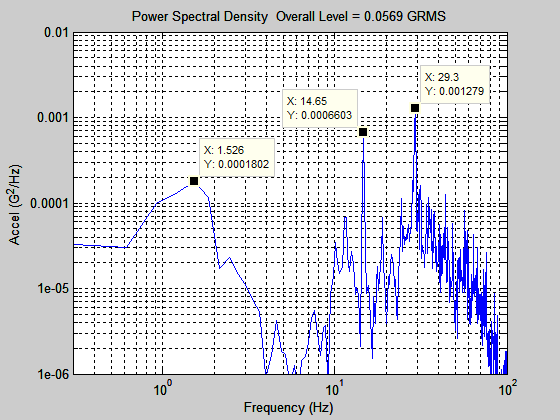 Power Spectral Density Overall Level = 0.0569 GRMS
0.01
X: 29.3
Y: 0.001279
X: 14.65
Y: 0.0006603
0.001
X: 1.526
Y: 0.0001802
0.0001
1e-05
1e-06
Accel (G^2/Hz)
10^0
10^1
10^2
Frequency (Hz)